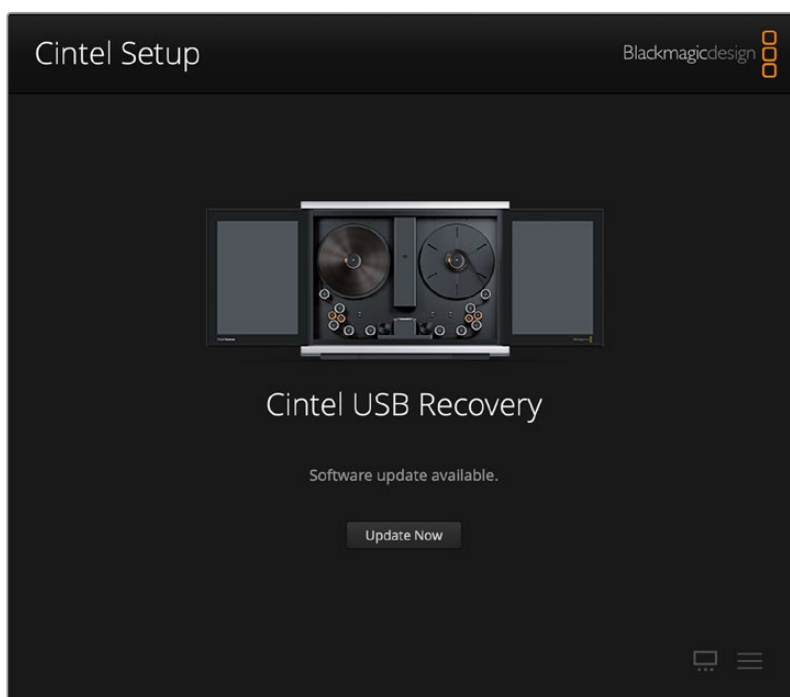 Cintel Setup
Blackmagicdesign
Cintel USB Recovery
Software update available.
Update Now